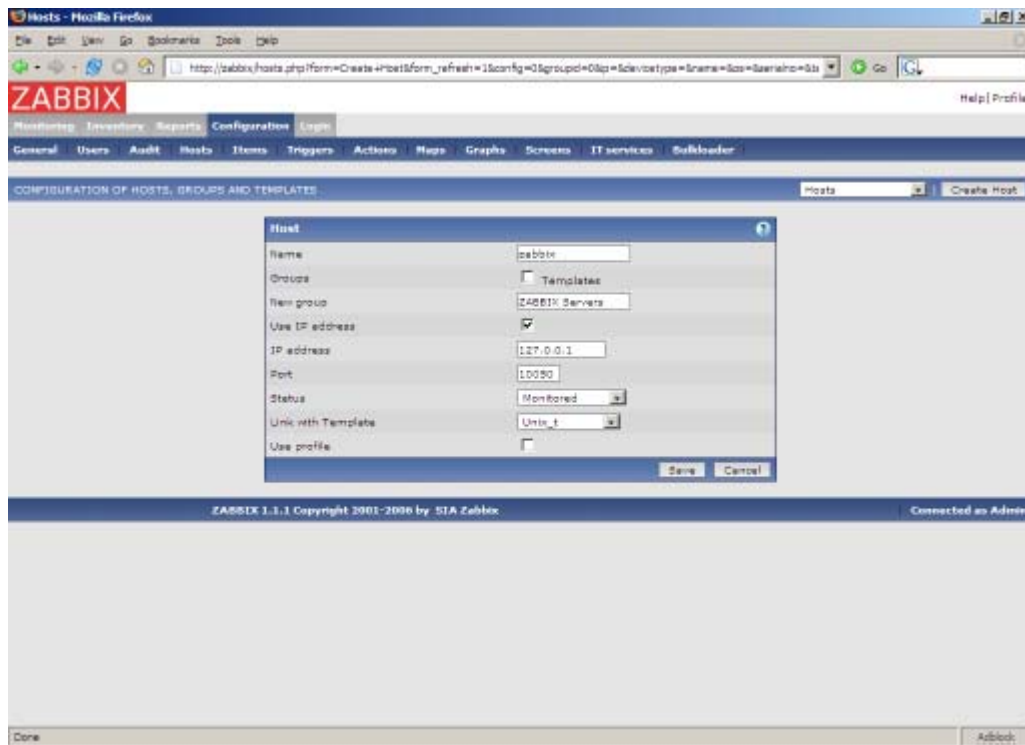 Hosts - Mozilla Firefox
File Edit View Go Bookmarks Tools Help
Go
ZABBIX
Help | Profile
Monitoring Inventory Reports Configuration Login
General Users Audit Hosts Items Triggers Actions Maps Graphs Screens IT services Bulkloader
CONFIGURATION OF HOSTS, GROUPS AND TEMPLATES Hosts Create Host
Host
Name zabbix
Groups Templates
New group ZABBIX Servers
Use IP address
IP address 127.0.0.1
Port 10050
Status Monitored
Link with Template Unix_t
Use profile
Save Cancel
ZABBIX 1.1.1 Copyright 2001-2006 by SIA Zabbix Connected as Admin
Done Adblock